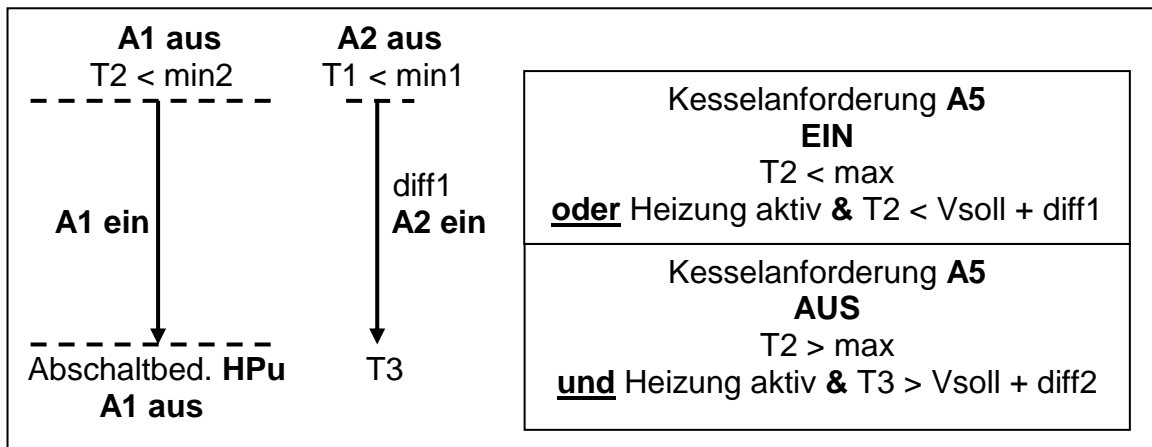 A1 aus
T2 < min2
A2 aus
T1 < min1
A1 ein
diff1
A2 ein
Abschaltbed. HPu
A1 aus
T3
Kesselanforderung A5
EIN
T2 < max
oder Heizung aktiv & T2 < Vsoll + diff1
Kesselanforderung A5
AUS
T2 > max
und Heizung aktiv & T3 > Vsoll + diff2